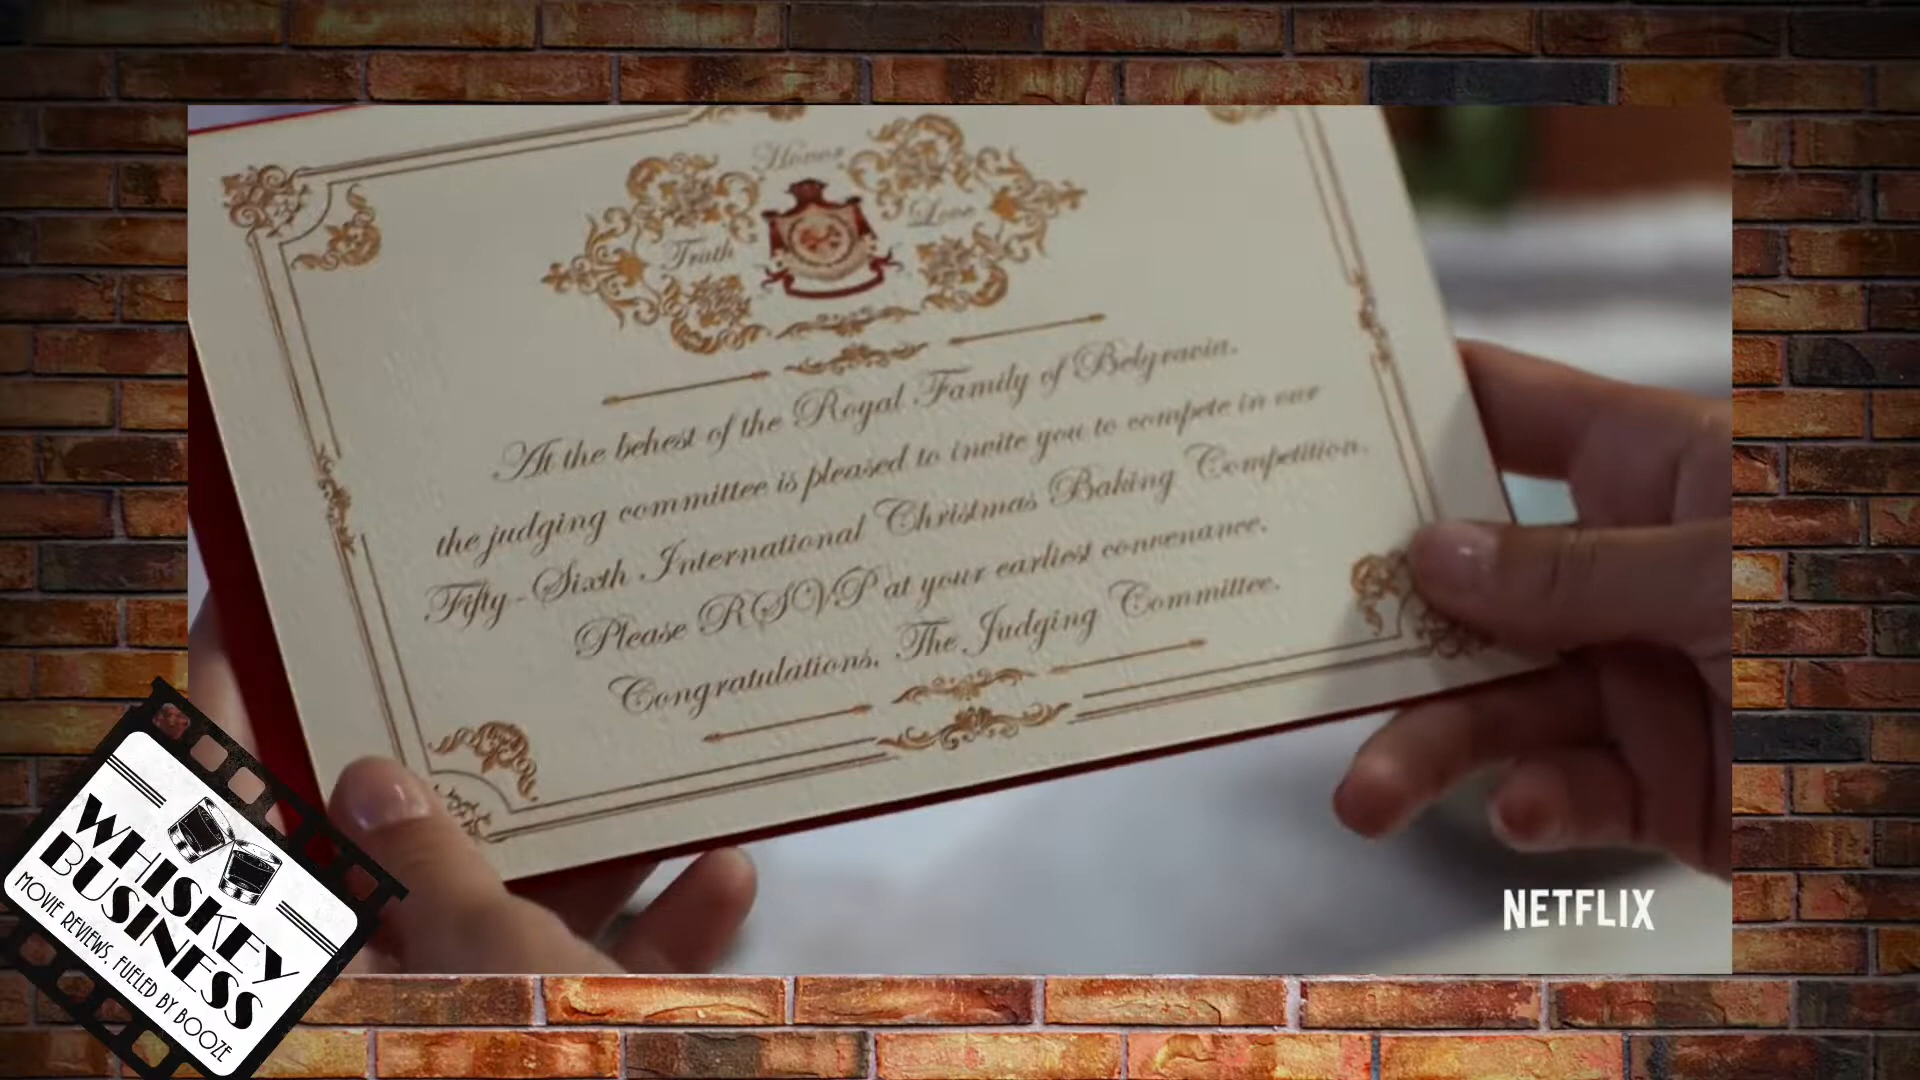 Honor
Truth
Love
At the behest of the Royal Family of Belgravia.
the judging committee is pleased to invite you to compete in our
Fifty-Sixth International Christmas Baking Competition.
Please RSVP at your earliest convenance.
Congratulations. The Judging Committee.
NETFLIX
WHISKEY
BUSINESS
MOVIE REVIEWS, FUELED BY BOOZE